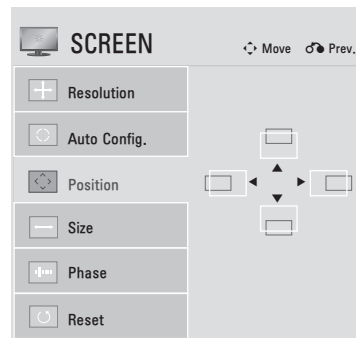 SCREEN
Move Prev.
Resolution
Auto Config.
Position
Size
Phase
Reset